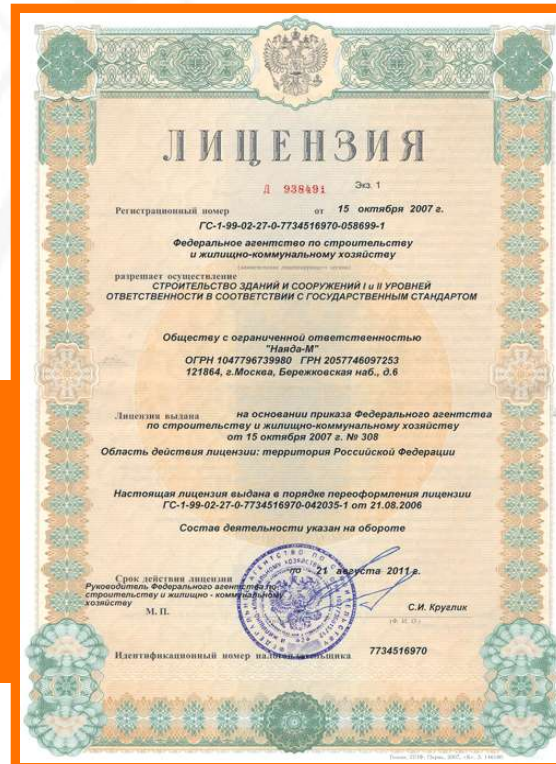 ЛИЦЕНЗИЯ
Д 938491 Экз. 1
Регистрационный номер от 15 октября 2007 г.
ГС-1-99-02-27-0-7734516970-058699-1
Федеральное агентство по строительству
и жилищно-коммунальному хозяйству
разрешает осуществление
СТРОИТЕЛЬСТВО ЗДАНИЙ И СООРУЖЕНИЙ I и II УРОВНЕЙ
ОТВЕТСТВЕННОСТИ В СООТВЕТСТВИИ С ГОСУДАРСТВЕННЫМ СТАНДАРТОМ
Обществу с ограниченной ответственностью
"Наяда-М"
ОГРН 1047796739980 ГРН 2057746097253
121864, г.Москва, Бережковская наб., д.6
Лицензия выдана на основании приказа Федерального агентства
по строительству и жилищно-коммунальному хозяйству
от 15 октября 2007 г. № 308
Область действия лицензии: территория Российской Федерации
Настоящая лицензия выдана в порядке переоформления лицензии
ГС-1-99-02-27-0-7734516970-042035-1 от 21.08.2006
Состав деятельности указан на обороте
Срок действия лицензии по 21 августа 2011 г.
Руководитель Федерального агентства по
строительству и жилищно - коммунальному
хозяйству
С.И. Круглик
М. П. (Ф. И. О.)
Идентификационный номер налогоплательщика 7734516970